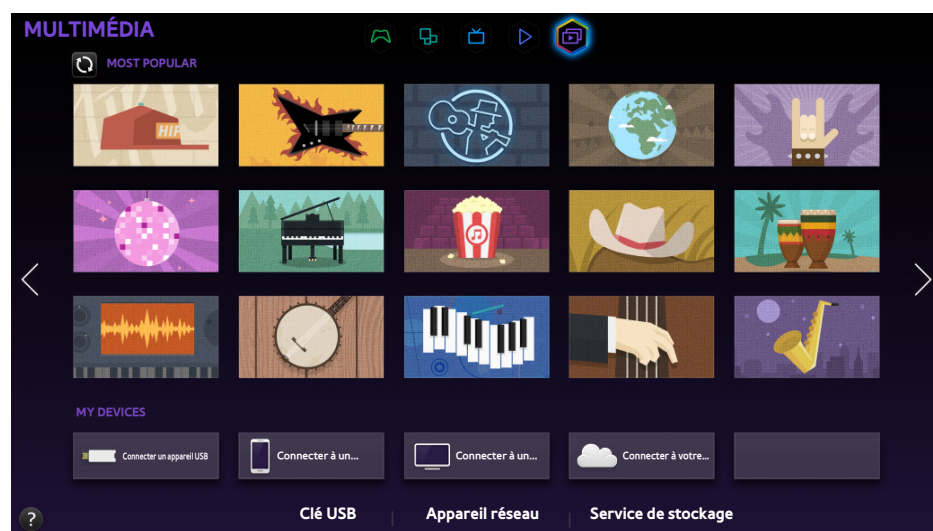 MULTIMÉDIA
MOST POPULAR
HIP
MY DEVICES
Connecter un appareil USB
Connecter à un...
Connecter à un...
Connecter à votre...
?
Clé USB
Appareil réseau
Service de stockage